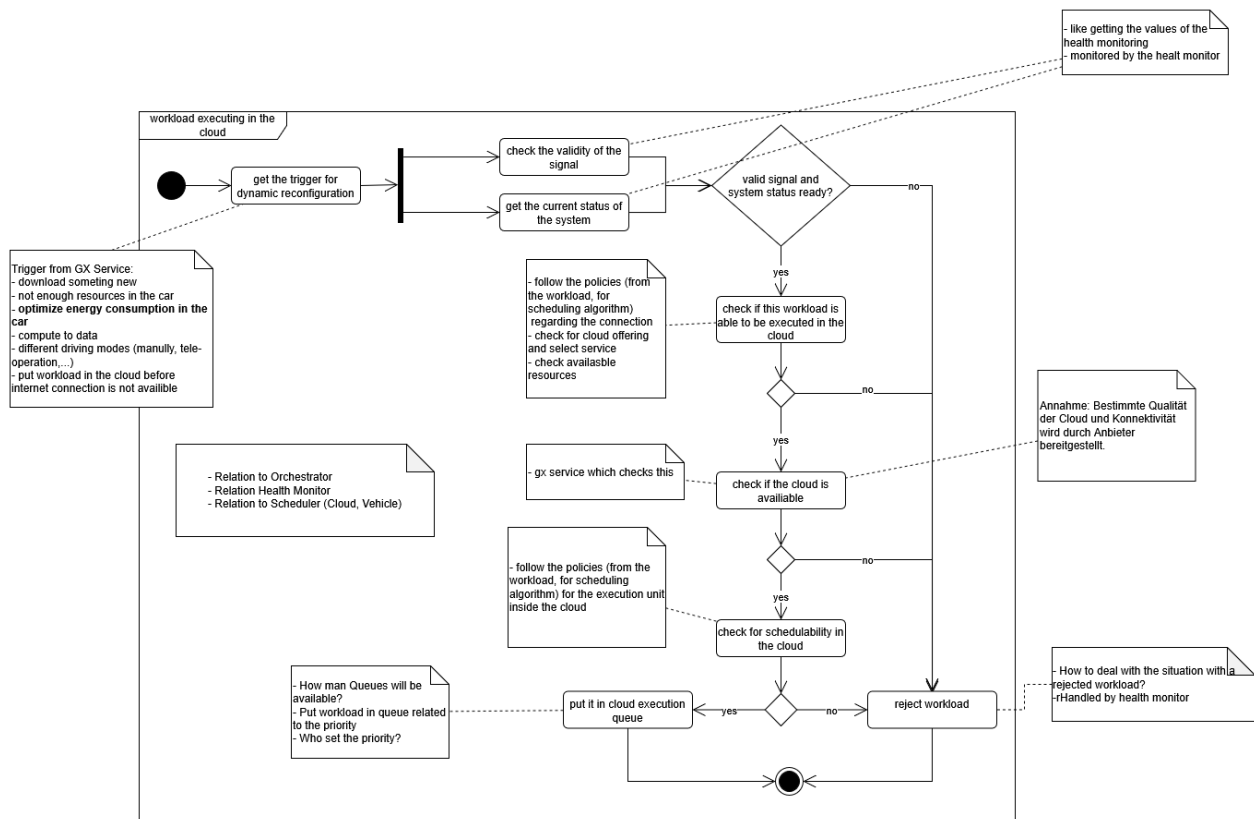 - like getting the values of the
health monitoring
- monitored by the healt monitor
workload executing in the
cloud
get the trigger for
dynamic reconfiguration
check the validity of the
signal
get the current status of
the system
valid signal and
system status ready?
no
yes
Trigger from GX Service:
- download someting new
- not enough resources in the car
- optimize energy consumption in the
car
- compute to data
- different driving modes (manully, tele-
operation,...)
- put workload in the cloud before
internet connection is not availible
- follow the policies (from
the workload, for
scheduling algorithm)
regarding the connection
- check for cloud offering
and select service
- check availasble
resources
check if this workload is
able to be executed in the
cloud
no
yes
Annahme: Bestimmte Qualität
der Cloud und Konnektivität
wird durch Anbieter
bereitgestellt.
- gx service which checks this
check if the cloud is
availiable
- Relation to Orchestrator
- Relation Health Monitor
- Relation to Scheduler (Cloud, Vehicle)
no
yes
- follow the policies (from the
workload, for scheduling
algorithm) for the execution unit
inside the cloud
check for schedulability in
the cloud
- How man Queues will be
available?
- Put workload in queue related
to the priority
- Who set the priority?
put it in cloud execution
queue
yes
no
reject workload
- How to deal with the situation with a
rejected workload?
-rHandled by health monitor